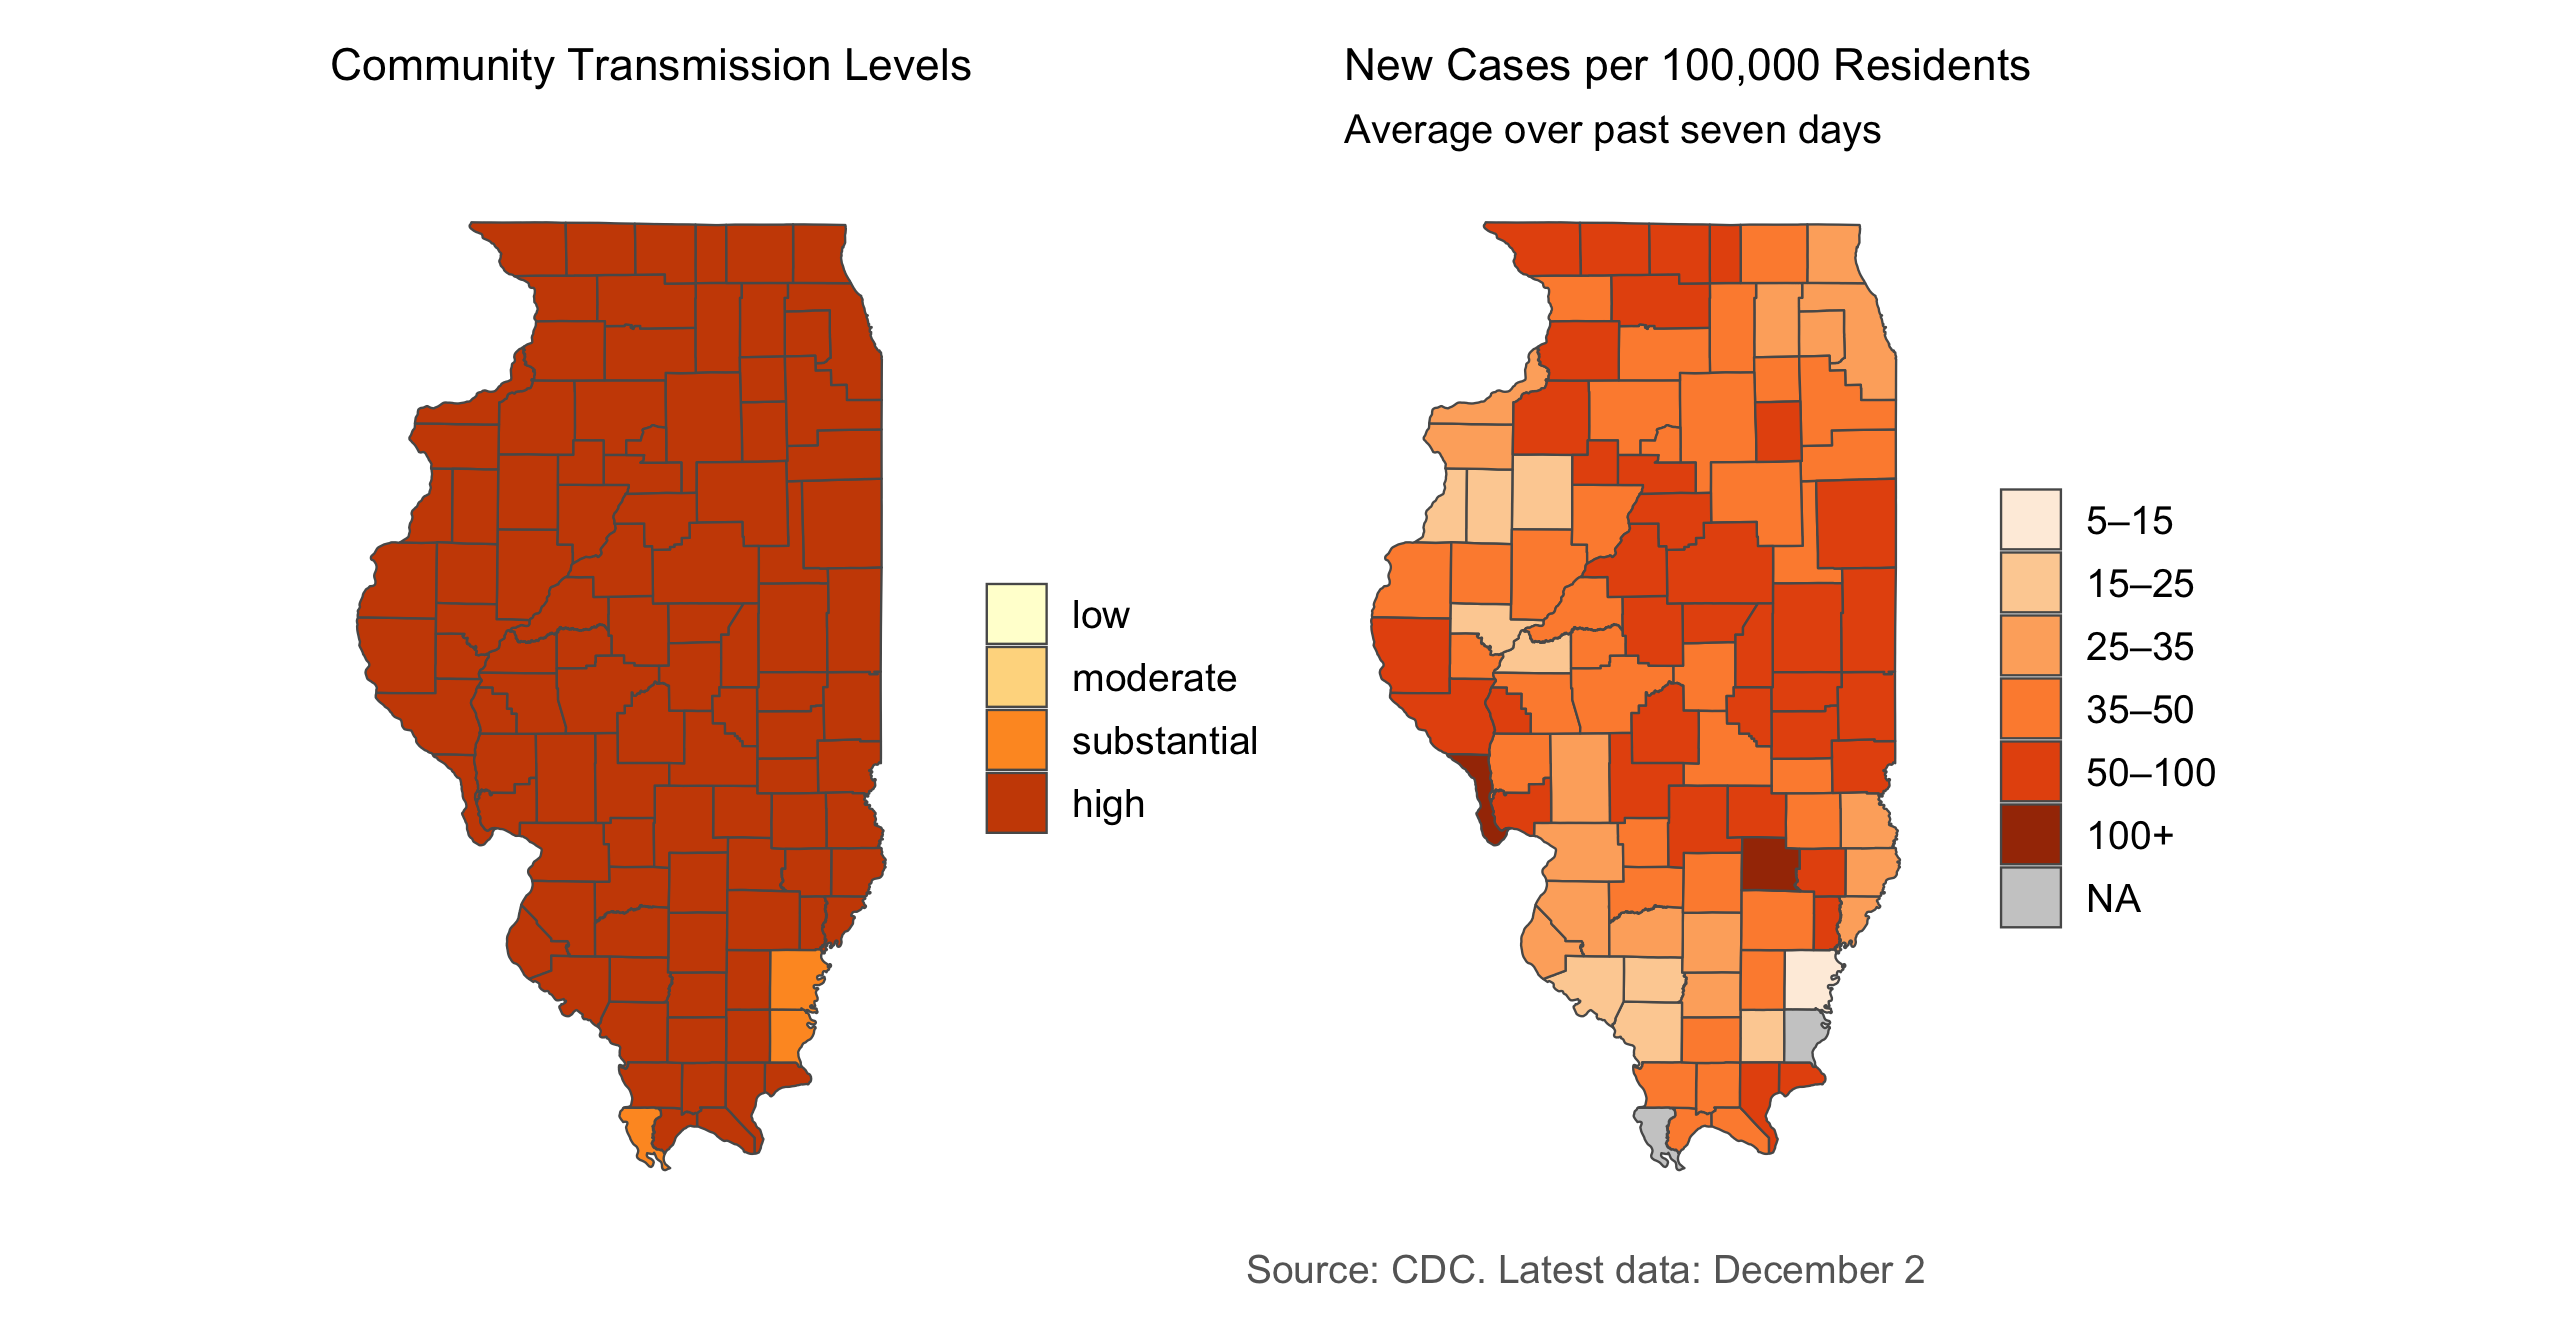 Community Transmission Levels
New Cases per 100,000 Residents
Average over past seven days
low
moderate
substantial
high
5–15
15–25
25–35
35–50
50–100
100+
NA
Source: CDC. Latest data: December 2